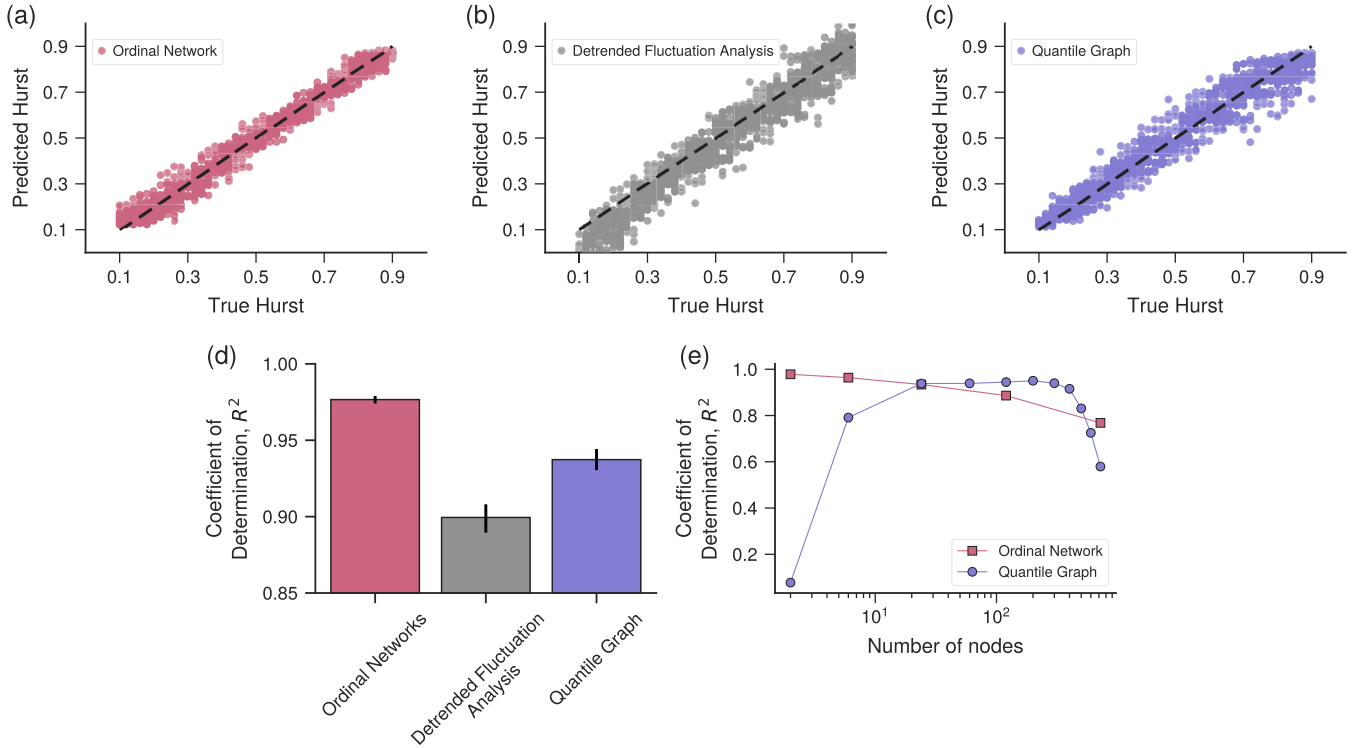 (a)
Predicted Hurst
0.9
0.7
0.5
0.3
0.1
Ordinal Network
0.1 0.3 0.5 0.7 0.9
True Hurst
(b)
Predicted Hurst
0.9
0.7
0.5
0.3
0.1
Detrended Fluctuation Analysis
0.1 0.3 0.5 0.7 0.9
True Hurst
(c)
Predicted Hurst
0.9
0.7
0.5
0.3
0.1
Quantile Graph
0.1 0.3 0.5 0.7 0.9
True Hurst
(d)
Coefficient of
Determination, R²
1.00
0.95
0.90
0.85
Ordinal Networks
Detrended Fluctuation
Analysis
Quantile Graph
(e)
Coefficient of
Determination, R²
1.0
0.8
0.6
0.4
0.2
Ordinal Network
Quantile Graph
10¹ 10²
Number of nodes